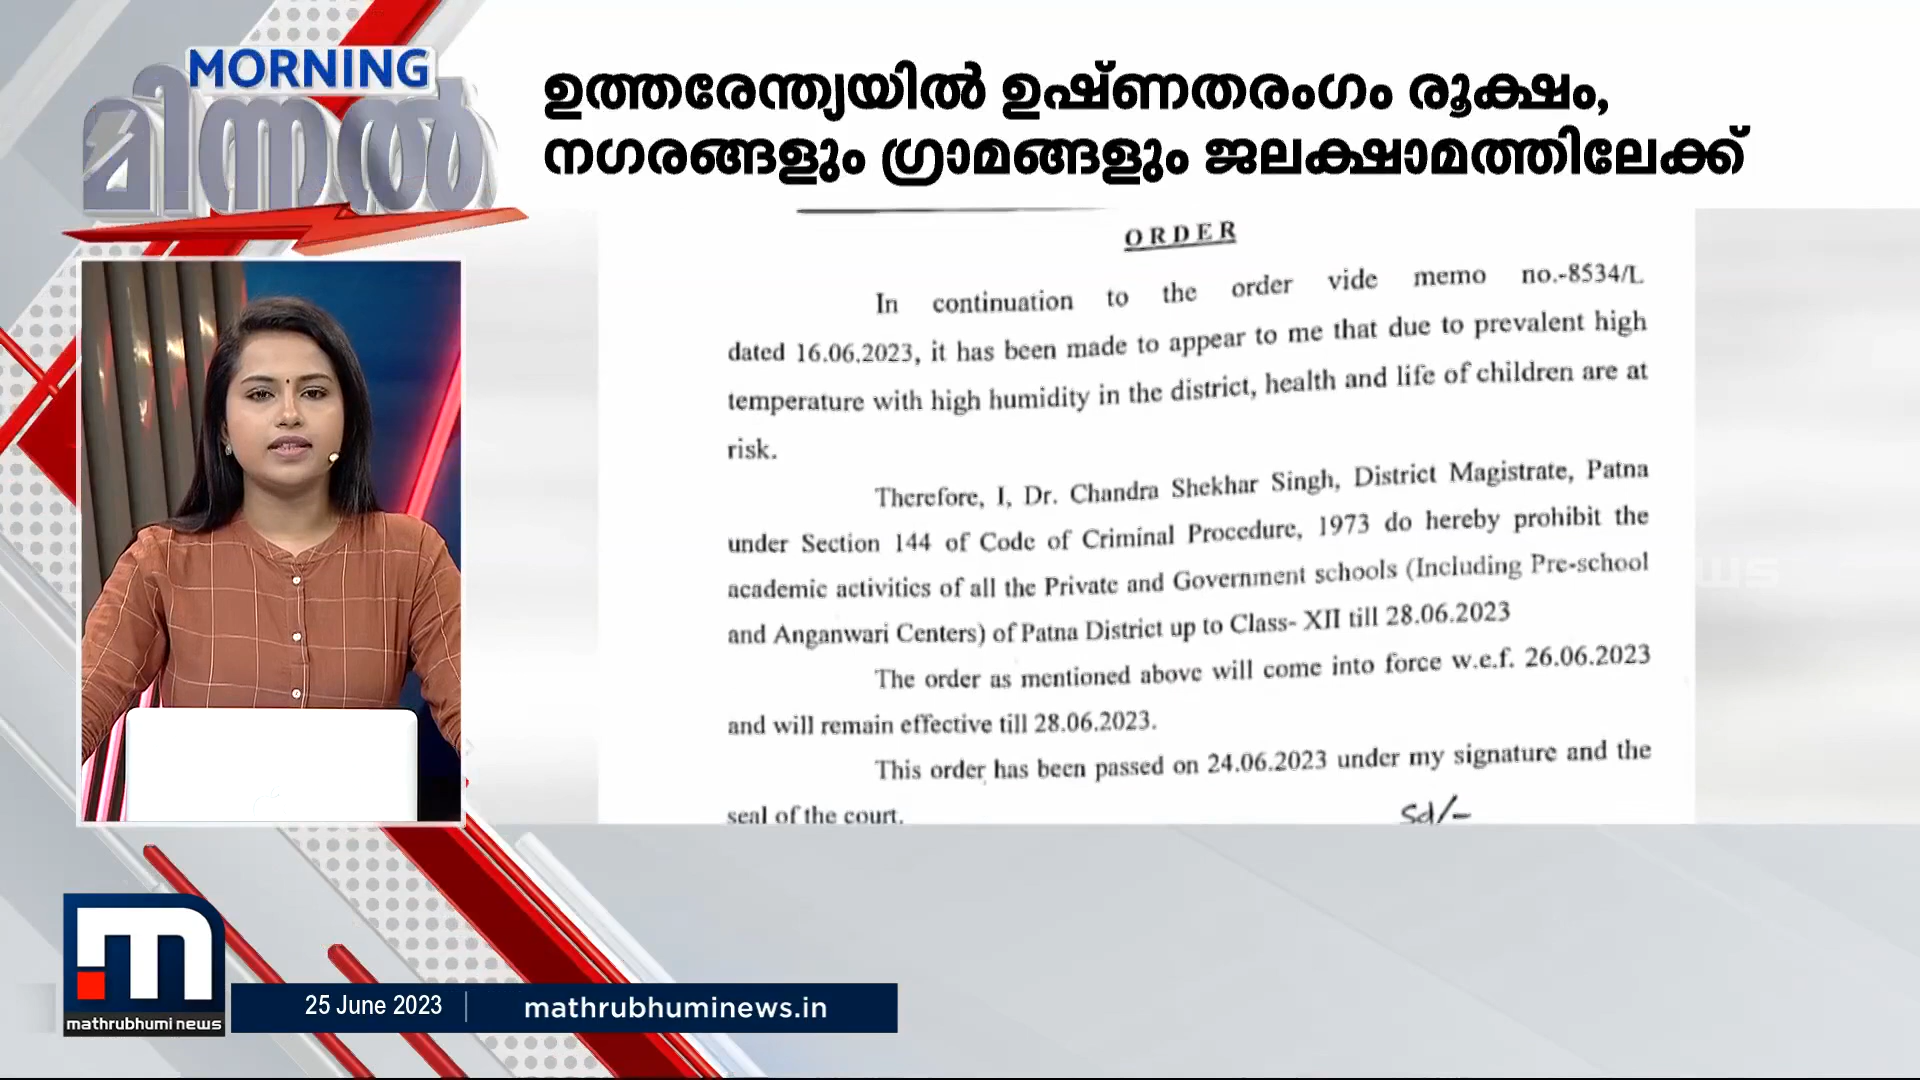 MORNING
മിന്നൽ
ഉത്തരേന്ത്യയിൽ ഉഷ്ണതരംഗം രൂക്ഷം,
നഗരങ്ങളും ഗ്രാമങ്ങളും ജലക്ഷാമത്തിലേക്ക്
ORDER
In continuation to the order vide memo no.-8534/L
dated 16.06.2023, it has been made to appear to me that due to prevalent high
temperature with high humidity in the district, health and life of children are at
risk.
Therefore, I, Dr. Chandra Shekhar Singh, District Magistrate, Patna
under Section 144 of Code of Criminal Procedure, 1973 do hereby prohibit the
academic activities of all the Private and Government schools (Including Pre-school
and Anganwari Centers) of Patna District up to Class- XII till 28.06.2023
The order as mentioned above will come into force w.e.f. 26.06.2023
and will remain effective till 28.06.2023.
This order has been passed on 24.06.2023 under my signature and the
seal of the court.
Sd/-
mathrubhumi news
25 June 2023
mathrubhuminews.in